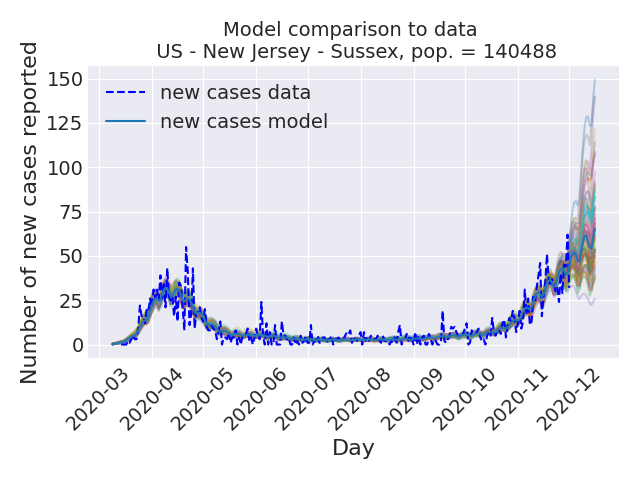 Model comparison to data
US - New Jersey - Sussex, pop. = 140488
Number of new cases reported
150
125
100
75
50
25
0
new cases data
new cases model
2020-03
2020-04
2020-05
2020-06
2020-07
2020-08
2020-09
2020-10
2020-11
2020-12
Day